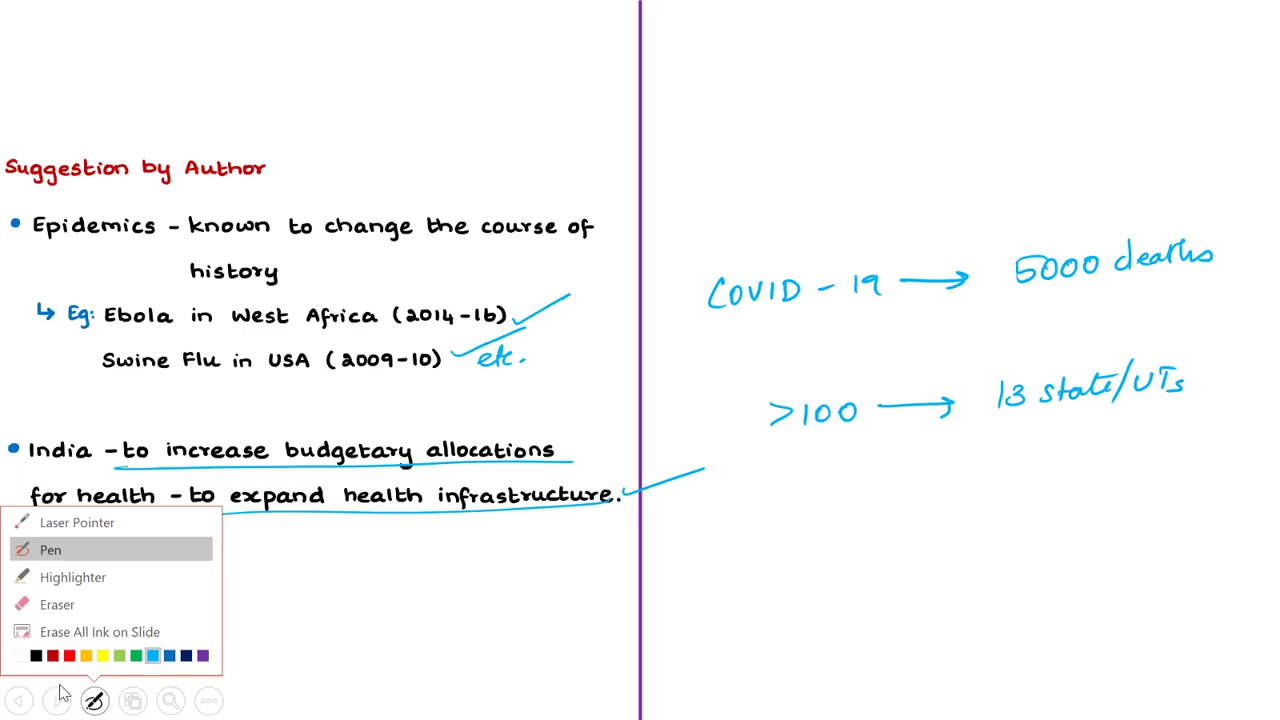 Suggestion by Author
• Epidemics - known to change the course of
history
↳ Eg: Ebola in West Africa (2014-16)
Swine Flu in USA (2009-10) etc.
• India - to increase budgetary allocations
for health - to expand health infrastructure.
COVID - 19 → 5000 deaths
>100 → 13 state/UTs
Laser Pointer
Pen
Highlighter
Eraser
Erase All Ink on Slide